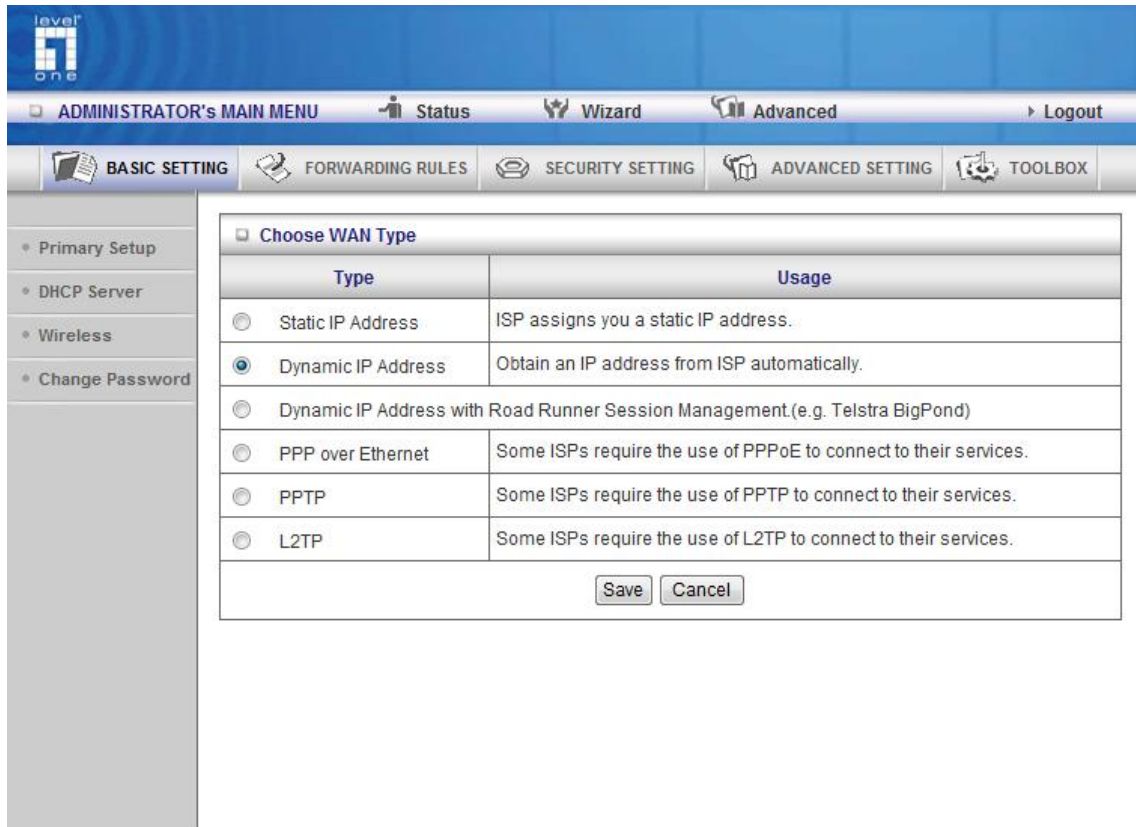 level
one
ADMINISTRATOR's MAIN MENU Status Wizard Advanced Logout
BASIC SETTING FORWARDING RULES SECURITY SETTING ADVANCED SETTING TOOLBOX
Primary Setup
DHCP Server
Wireless
Change Password
Choose WAN Type
Type Usage
Static IP Address ISP assigns you a static IP address.
Dynamic IP Address Obtain an IP address from ISP automatically.
Dynamic IP Address with Road Runner Session Management.(e.g. Telstra BigPond)
PPP over Ethernet Some ISPs require the use of PPPoE to connect to their services.
PPTP Some ISPs require the use of PPTP to connect to their services.
L2TP Some ISPs require the use of L2TP to connect to their services.
Save Cancel